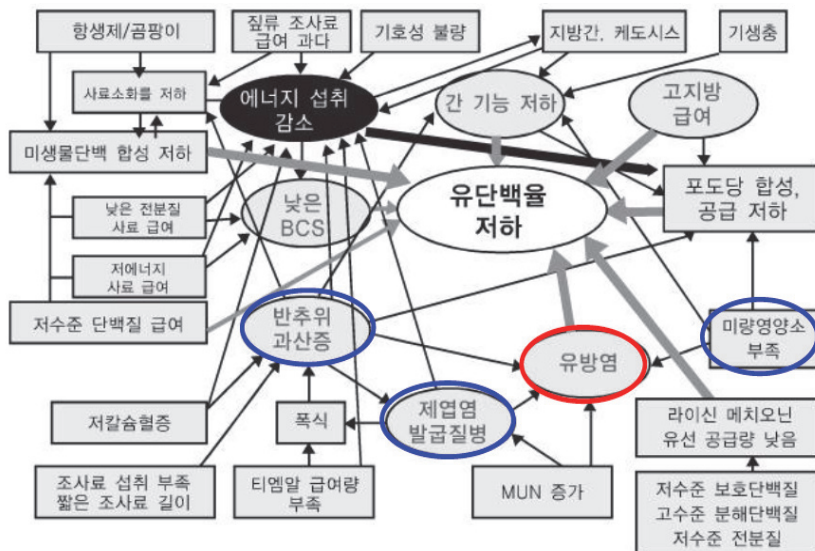 항생제/곰팡이
짚류 조사료
급여 과다
기호성 불량
지방간, 케도시스
기생충
사료소화률 저하
에너지 섭취
감소
간 기능 저하
고지방
급여
미생물단백 합성 저하
낮은 전분질
사료 급여
낮은
BCS
유단백율
저하
포도당 합성,
공급 저하
저에너지
사료 급여
저수준 단백질 급여
반추위
과산증
유방염
미량영양소
부족
저칼슘혈증
폭식
제엽염
발굽질병
라이신 메치오닌
유선 공급량 낮음
조사료 섭취 부족
짧은 조사료 길이
티엠알 급여량
부족
MUN 증가
저수준 보호단백질
고수준 분해단백질
저수준 전분질